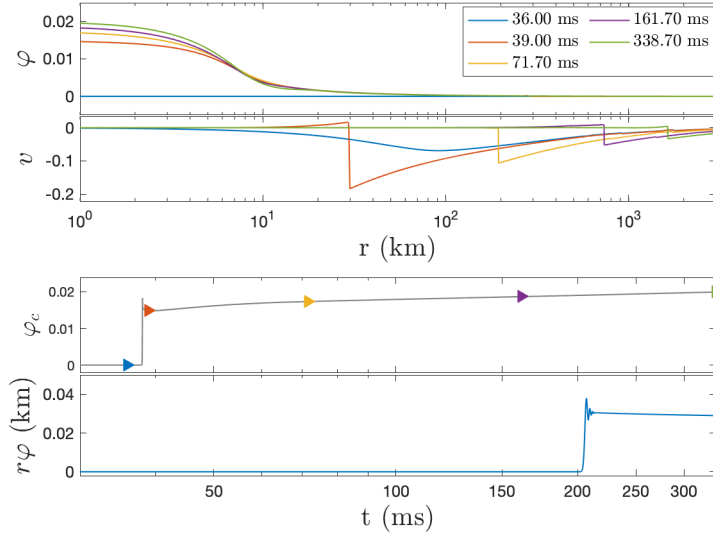 36.00 ms
39.00 ms
71.70 ms
161.70 ms
338.70 ms
φ
0.02
0.01
0
v
0
-0.1
-0.2
10⁰
10¹
10²
10³
r (km)
φ_c
0.02
0.01
0
rφ (km)
0.04
0.02
0
50
100
150
200
250
300
t (ms)